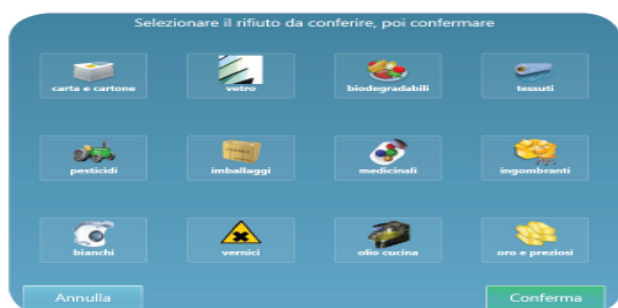 Selezionare il rifiuto da conferire, poi confermare
carta e cartone
vetro
biodegradabili
tessuti
pesticidi
imballaggi
medicinali
ingombranti
bianchi
vernici
olio cucina
oro e preziosi
Annulla
Conferma